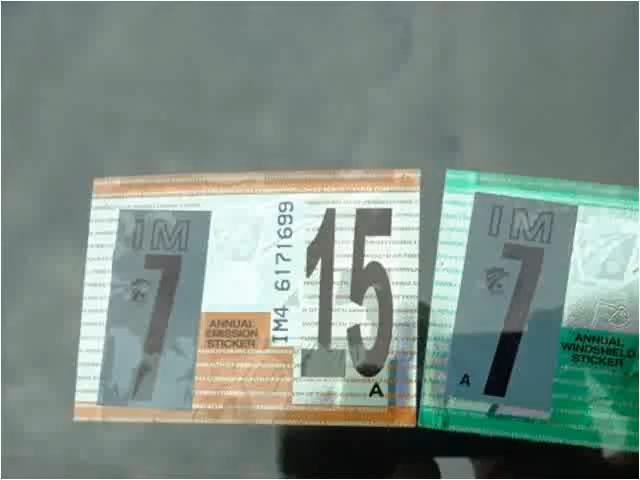 IM
7
ANNUAL
EMISSION
STICKER
IM4 6171699
15
A
IM
7
A
ANNUAL
WINDSHIELD
STICKER